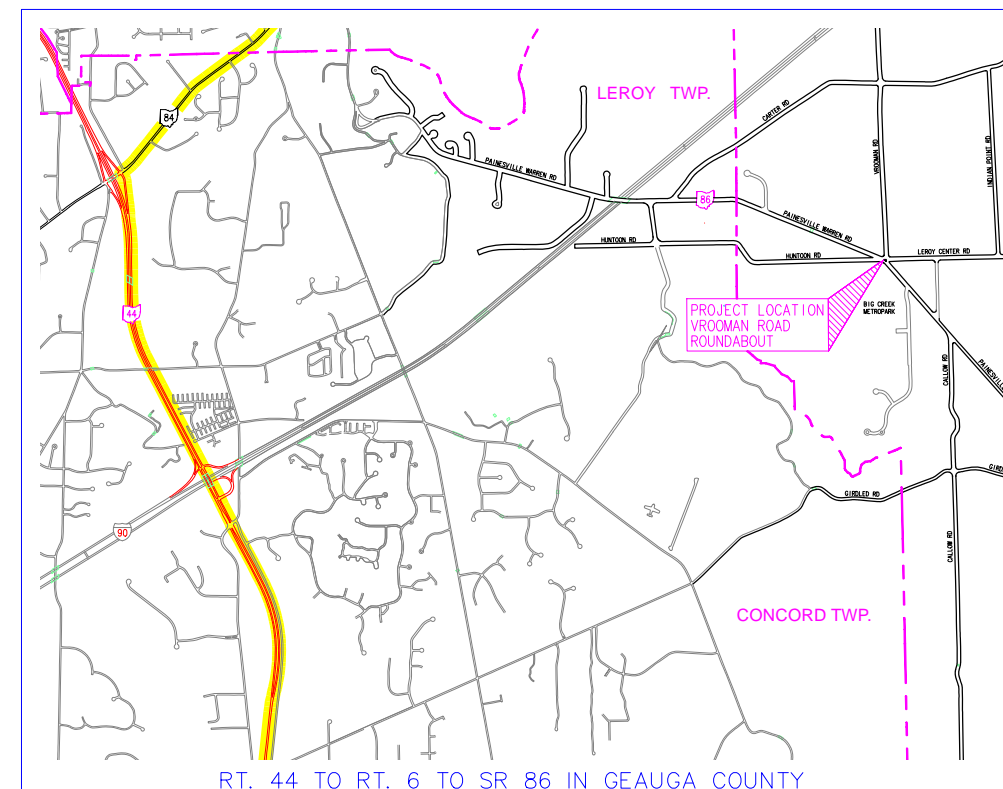 LEROY TWP.
84
CARTER RD
VROOMAN RD
INDIAN POINT RD
PAINESVILLE WARREN RD
86
PAINESVILLE WARREN RD
HUNTOON RD
HUNTOON RD
LEROY CENTER RD
44
PROJECT LOCATION
VROOMAN ROAD
ROUNDABOUT
BIG CREEK
METROPARK
CALLOW RD
PAINESVILLE
GIRDLED RD
GIRD
90
CALLOW RD
CONCORD TWP.
RT. 44 TO RT. 6 TO SR 86 IN GEAUGA COUNTY